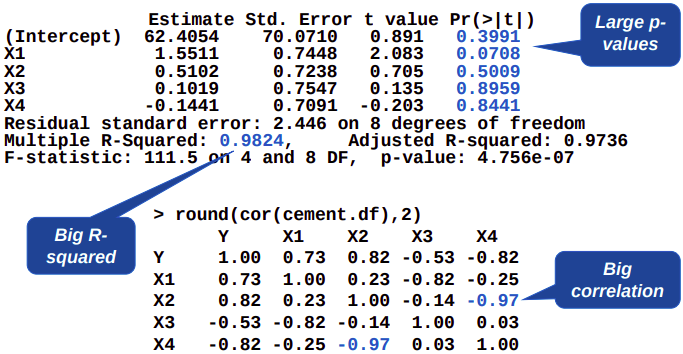 Estimate Std. Error t value Pr(>|t|)
(Intercept) 62.4054 70.0710 0.891 0.3991
X1 1.5511 0.7448 2.083 0.0708
X2 0.5102 0.7238 0.705 0.5009
X3 0.1019 0.7547 0.135 0.8959
X4 -0.1441 0.7091 -0.203 0.8441
Residual standard error: 2.446 on 8 degrees of freedom
Multiple R-Squared: 0.9824, Adjusted R-squared: 0.9736
F-statistic: 111.5 on 4 and 8 DF, p-value: 4.756e-07
Large p-
values
Big R-
squared
> round(cor(cement.df),2)
Y X1 X2 X3 X4
Y 1.00 0.73 0.82 -0.53 -0.82
X1 0.73 1.00 0.23 -0.82 -0.25
X2 0.82 0.23 1.00 -0.14 -0.97
X3 -0.53 -0.82 -0.14 1.00 0.03
X4 -0.82 -0.25 -0.97 0.03 1.00
Big
correlation